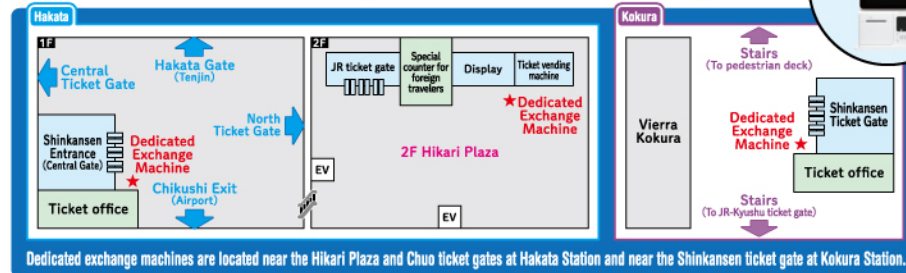 Hakata
1F
Central
Ticket Gate
Hakata Gate
(Tenjin)
North
Ticket Gate
Shinkansen
Entrance
(Central Gate)
Dedicated
Exchange
Machine
Ticket office
Chikushi Exit
(Airport)
2F
JR ticket gate
Special
counter for
foreign
travelers
Display
Ticket vending
machine
Dedicated
Exchange
Machine
2F Hikari Plaza
EV
EV
Kokura
Stairs
(To pedestrian deck)
Vierra
Kokura
Dedicated
Exchange
Machine
Shinkansen
Ticket Gate
Ticket office
Stairs
(To JR-Kyushu ticket gate)
Dedicated exchange machines are located near the Hikari Plaza and Chuo ticket gates at Hakata Station and near the Shinkansen ticket gate at Kokura Station.